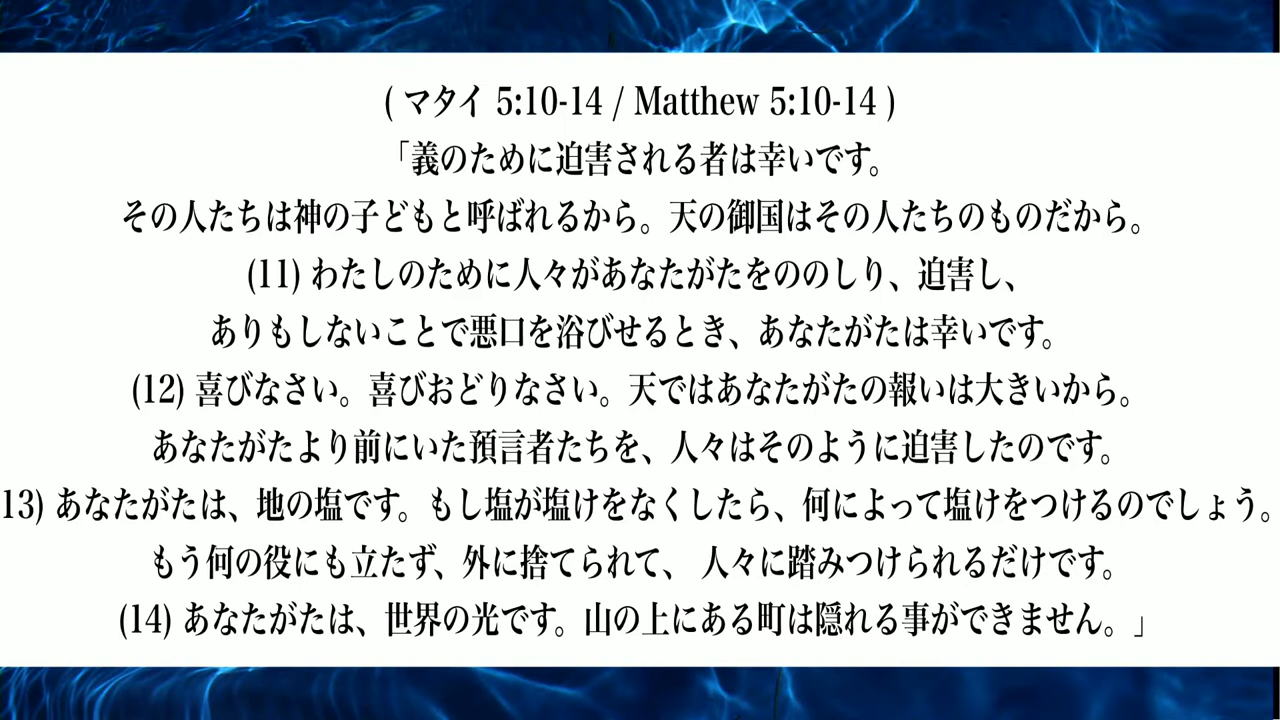 ( マタイ 5:10-14 / Matthew 5:10-14 )
「義のために迫害される者は幸いです。
その人たちは神の子どもと呼ばれるから。天の御国はその人たちのものだから。
(11) わたしのために人々があなたがたをののしり、迫害し、
ありもしないことで悪口を浴びせるとき、あなたがたは幸いです。
(12) 喜びなさい。喜びおどりなさい。天ではあなたがたの報いは大きいから。
あなたがたより前にいた預言者たちを、人々はそのように迫害したのです。
13) あなたがたは、地の塩です。もし塩が塩けをなくしたら、何によって塩けをつけるのでしょう。
もう何の役にも立たず、外に捨てられて、 人々に踏みつけられるだけです。
(14) あなたがたは、世界の光です。山の上にある町は隠れる事ができません。」